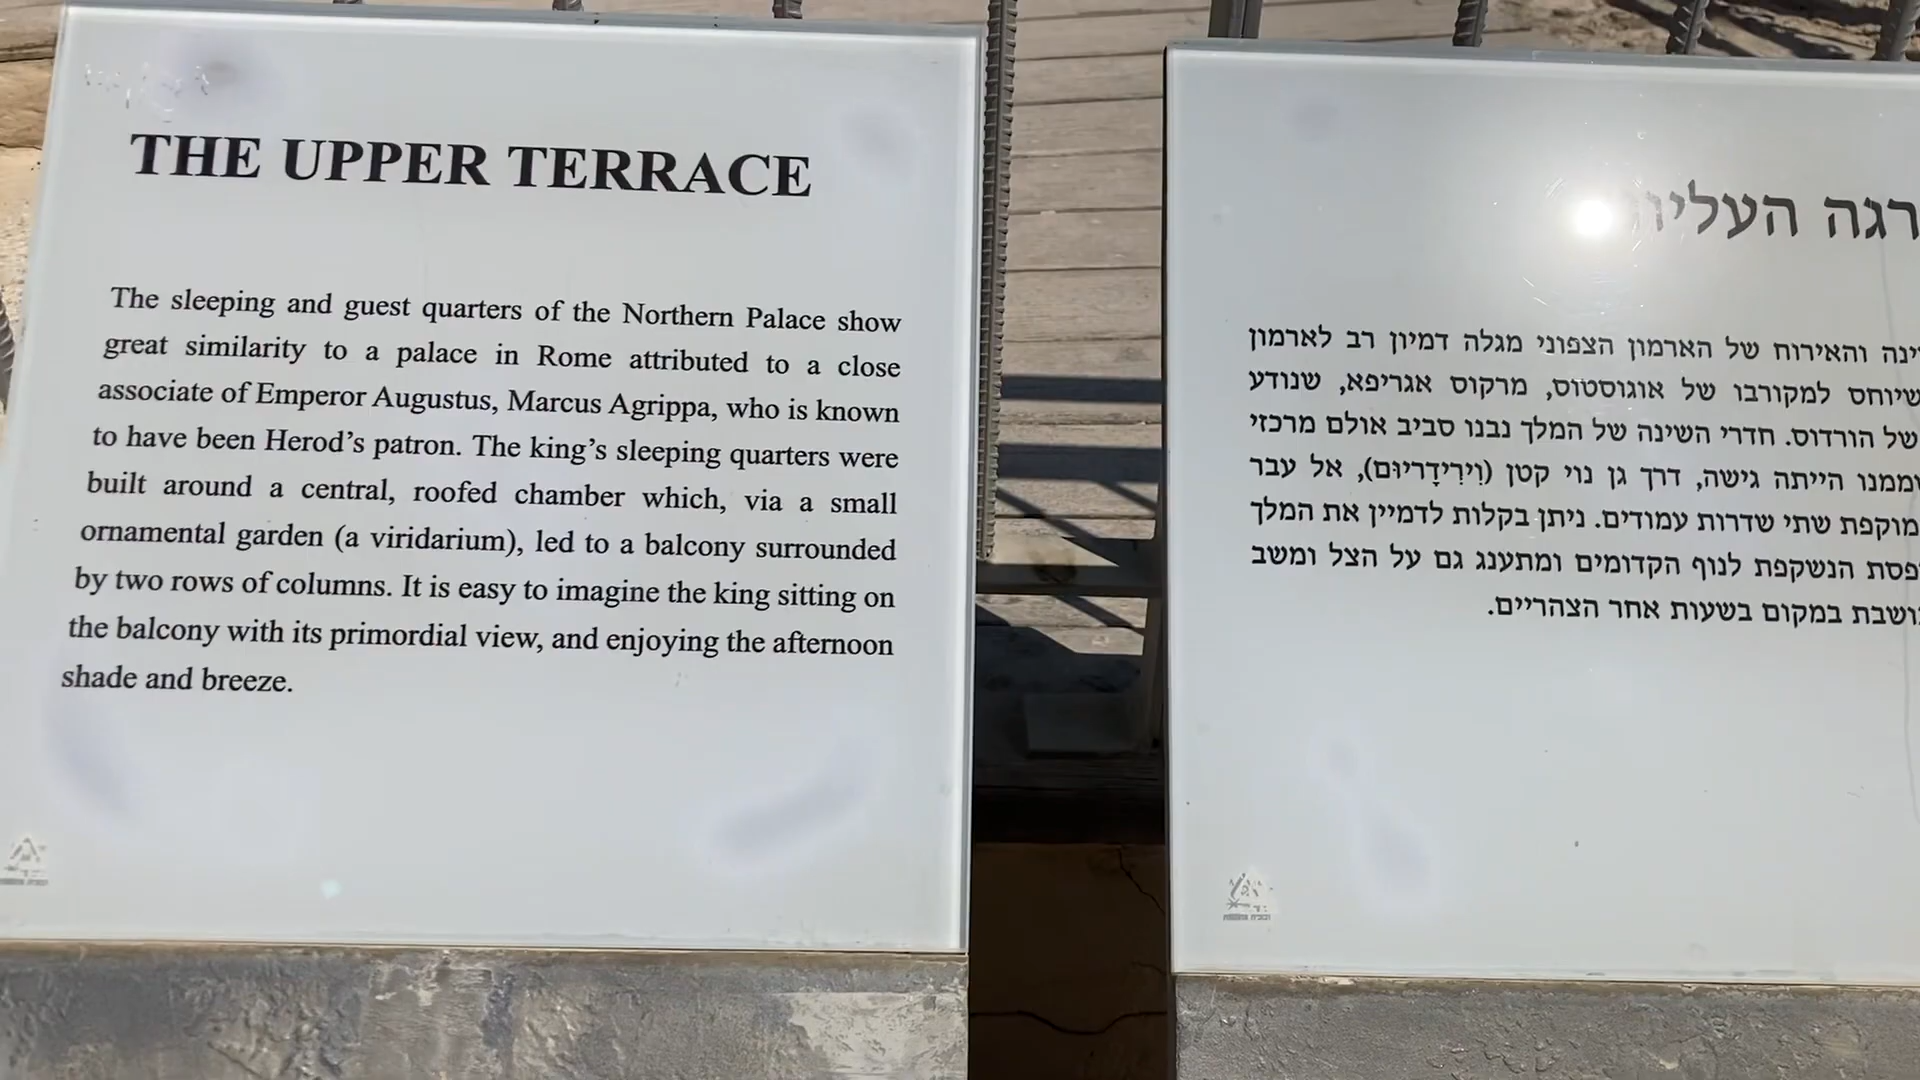 THE UPPER TERRACE
The sleeping and guest quarters of the Northern Palace show
great similarity to a palace in Rome attributed to a close
associate of Emperor Augustus, Marcus Agrippa, who is known
to have been Herod's patron. The king's sleeping quarters were
built around a central, roofed chamber which, via a small
ornamental garden (a viridarium), led to a balcony surrounded
by two rows of columns. It is easy to imagine the king sitting on
the balcony with its primordial view, and enjoying the afternoon
shade and breeze.
והאירוח של הארמון הצפוני מגלה דמיון רב לארמון
שיוחס למקורבו של אוגוסטוס, מרקוס אגריפא, שנודע
של הורדוס. חדרי השינה של המלך נבנו סביב אולם מרכזי
וממנו הייתה גישה, דרך גן נוי קטן (וִירִידָרִיוּם), אל עבר
מוקפת שתי שדרות עמודים. ניתן בקלות לדמיין את המלך
הנשקפת לנוף הקדומים ומתענג גם על הצל ומשב
במקום בשעות אחר הצהריים.